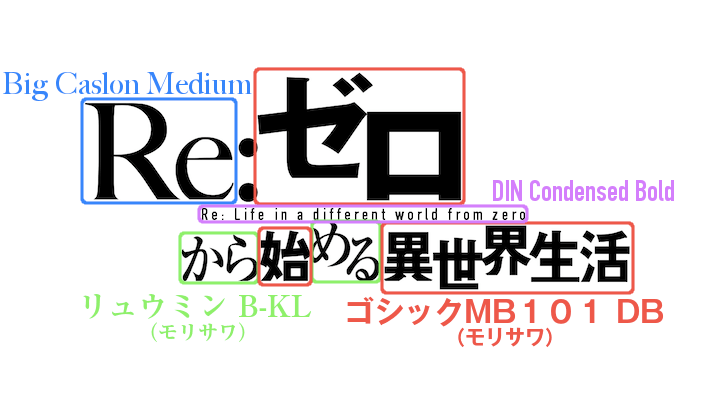 Big Caslon Medium
Re:ゼロ
DIN Condensed Bold
Re: Life in a different world from zero
から始める異世界生活
リュウミン B-KL
(モリサワ)
ゴシックMB101 DB
(モリサワ)